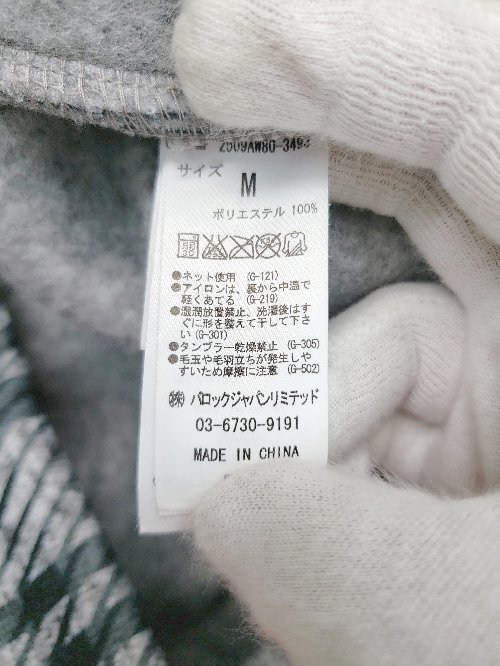 2509AW80-349
サイズ
M
ポリエステル 100%
●ネット使用 (G-121)
●アイロンは、裏から中温で
軽くあてる (G-219)
●湿潤放置禁止、洗濯後はす
ぐに形を整えて干して下さ
い(G-301)
●タンブラー乾燥禁止 (G-305)
●毛玉や毛羽立ちが発生しや
すいため摩擦に注意 (G-502)
㈱ バロックジャパンリミテッド
03-6730-9191
MADE IN CHINA